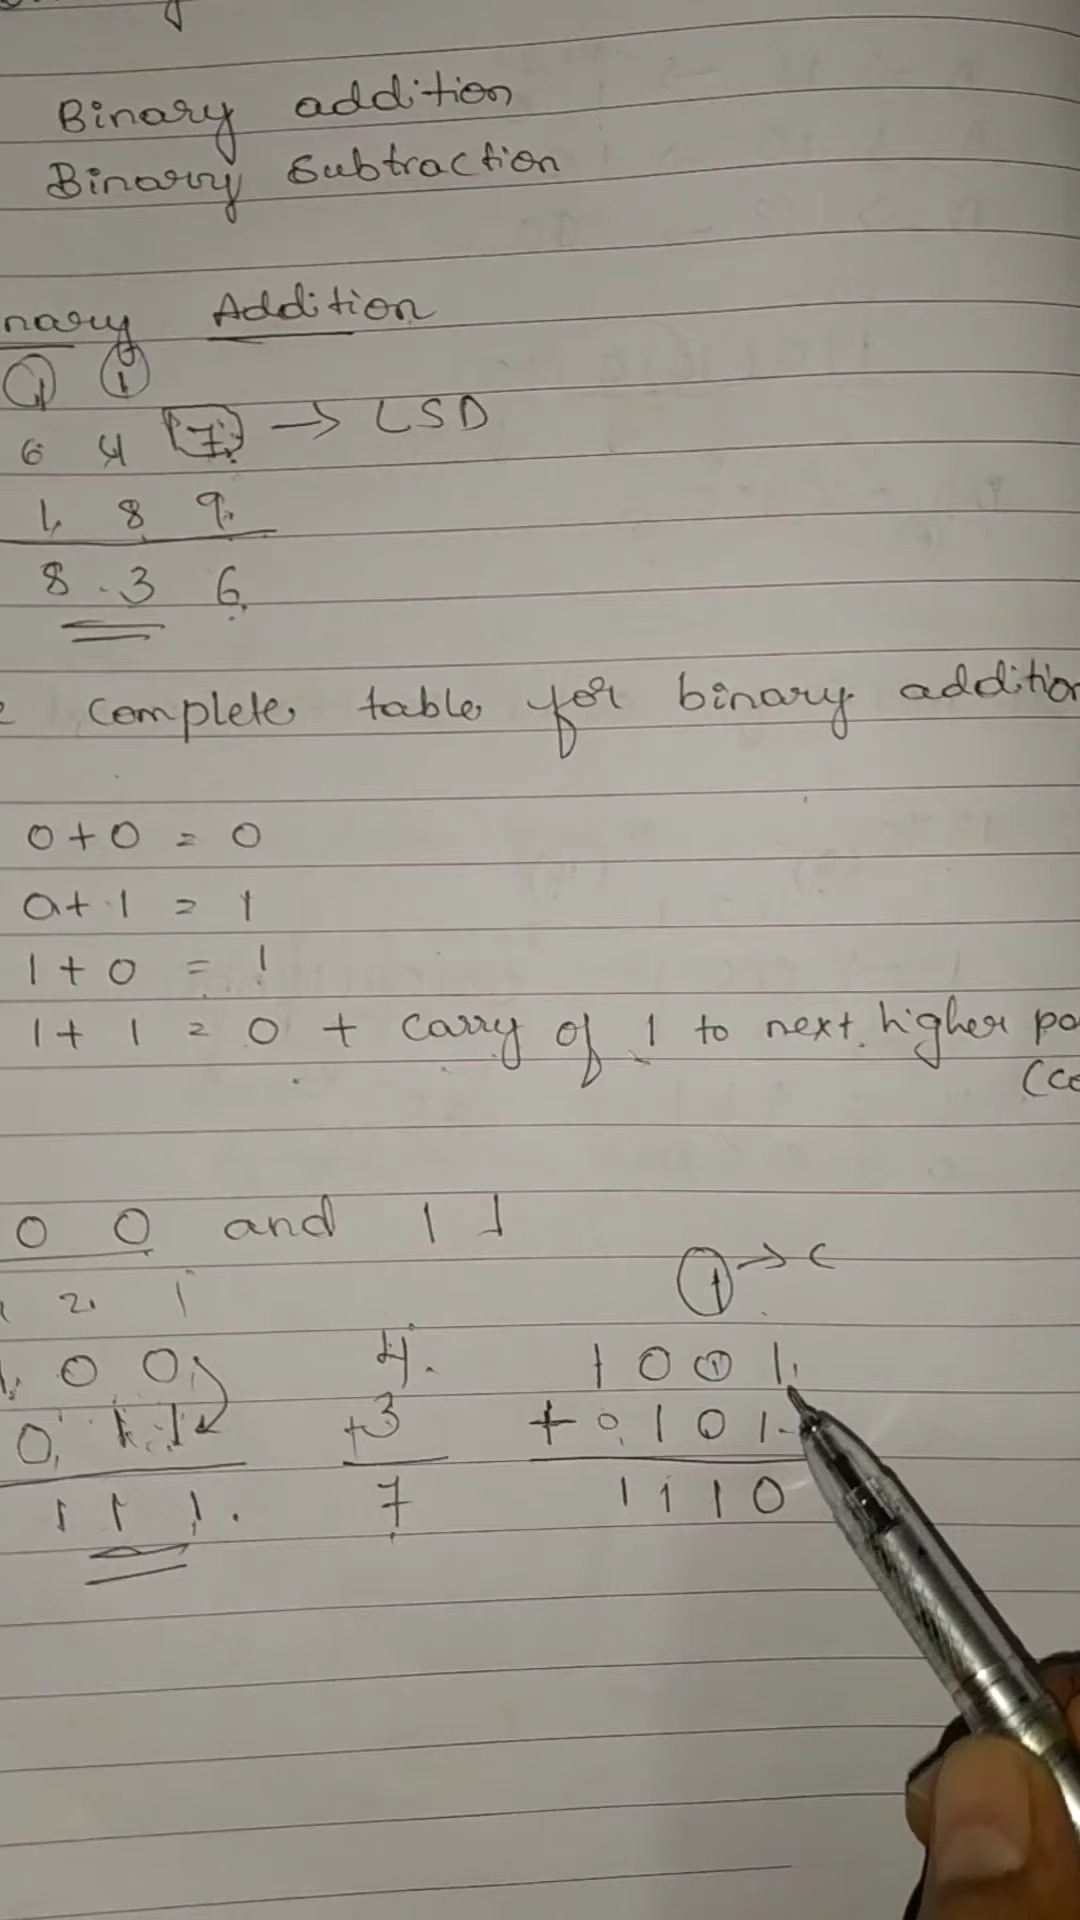 Binary addition
Binary Subtraction
nary Addition
1 1
6 4 7 → LSD
1 8 9
8 3 6
complete table for binary addition
0 + 0 = 0
0 + 1 = 1
1 + 0 = 1
1 + 1 = 0 + carry of 1 to next higher po
(co
0 0 and 1 1
1 → C
2 1
1 0 0 4 1 0 0 1
0 1 1 +3 + 0 1 0 1
1 1 1 7 1 1 1 0